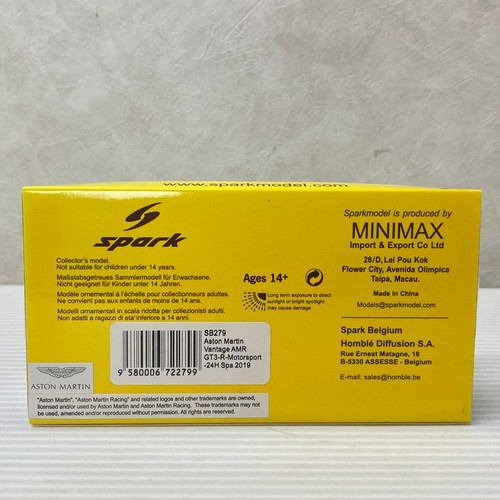 www.sparkmodel.com
spark
Collector's model.
Not suitable for children under 14 years.
Maßstabsgetreues Sammlermodell für Erwachsene.
Nicht geeignet für Kinder unter 14 Jahren.
Modèle ornemental à l'échelle pour collectionneurs adultes.
Ne convient pas aux enfants de moins de 14 ans.
Modelli ornamentali in scala ridotta per collezionisti adulti.
Non adatti a ragazzi di eta' inferiore a 14 anni.
Ages 14+
Long term exposure to direct
sunlight or bright spotlight
may cause damage
SB279
Aston Martin
Vantage AMR
GT3-R-Motorsport
-24H Spa 2019
9 580006 722799
ASTON MARTIN
ASTON MARTIN
"Aston Martin", "Aston Martin Racing" and related logos and other trademarks are owned,
licensed and/or used by Aston Martin and Aston Martin Racing. These trademarks may not
be used, amended and/or reproduced without permission. All rights are reserved.
Sparkmodel is produced by
MINIMAX
Import & Export Co Ltd
28/D, Lei Pou Kok
Flower City, Avenida Olimpica
Taipa, Macau.
Made in China
Models@sparkmodel.com
Spark Belgium
Homblé Diffusion S.A.
Rue Ernest Matagne, 18
B-5330 ASSESSE - Belgium
E-mail: sales@homble.be